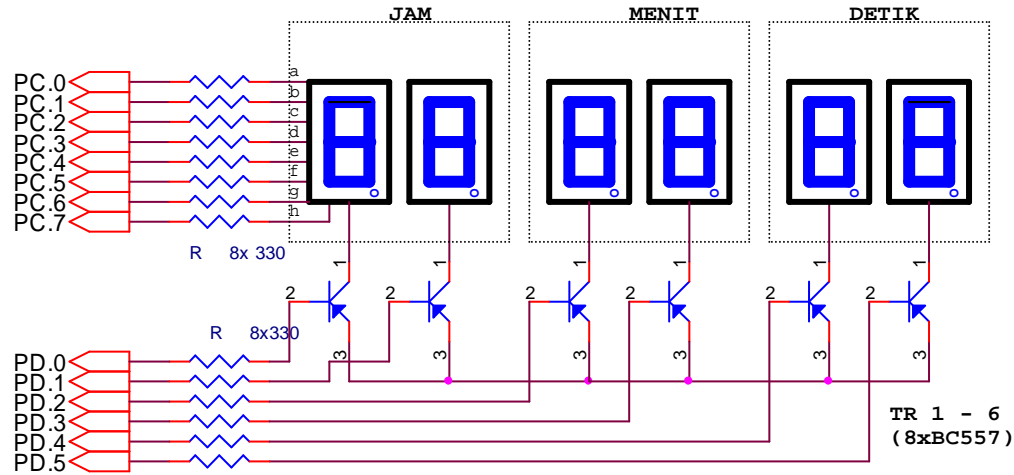 JAM MENIT DETIK
PC.0 a
PC.1 b
PC.2 c
PC.3 d
PC.4 e
PC.5 f
PC.6 g
PC.7 h
R 8x 330
1 1 1 1 1 1
2 2 2 2 2 2
R 8x330
3 3 3 3 3 3
PD.0
PD.1
PD.2
PD.3
PD.4
PD.5
TR 1 - 6
(8xBC557)